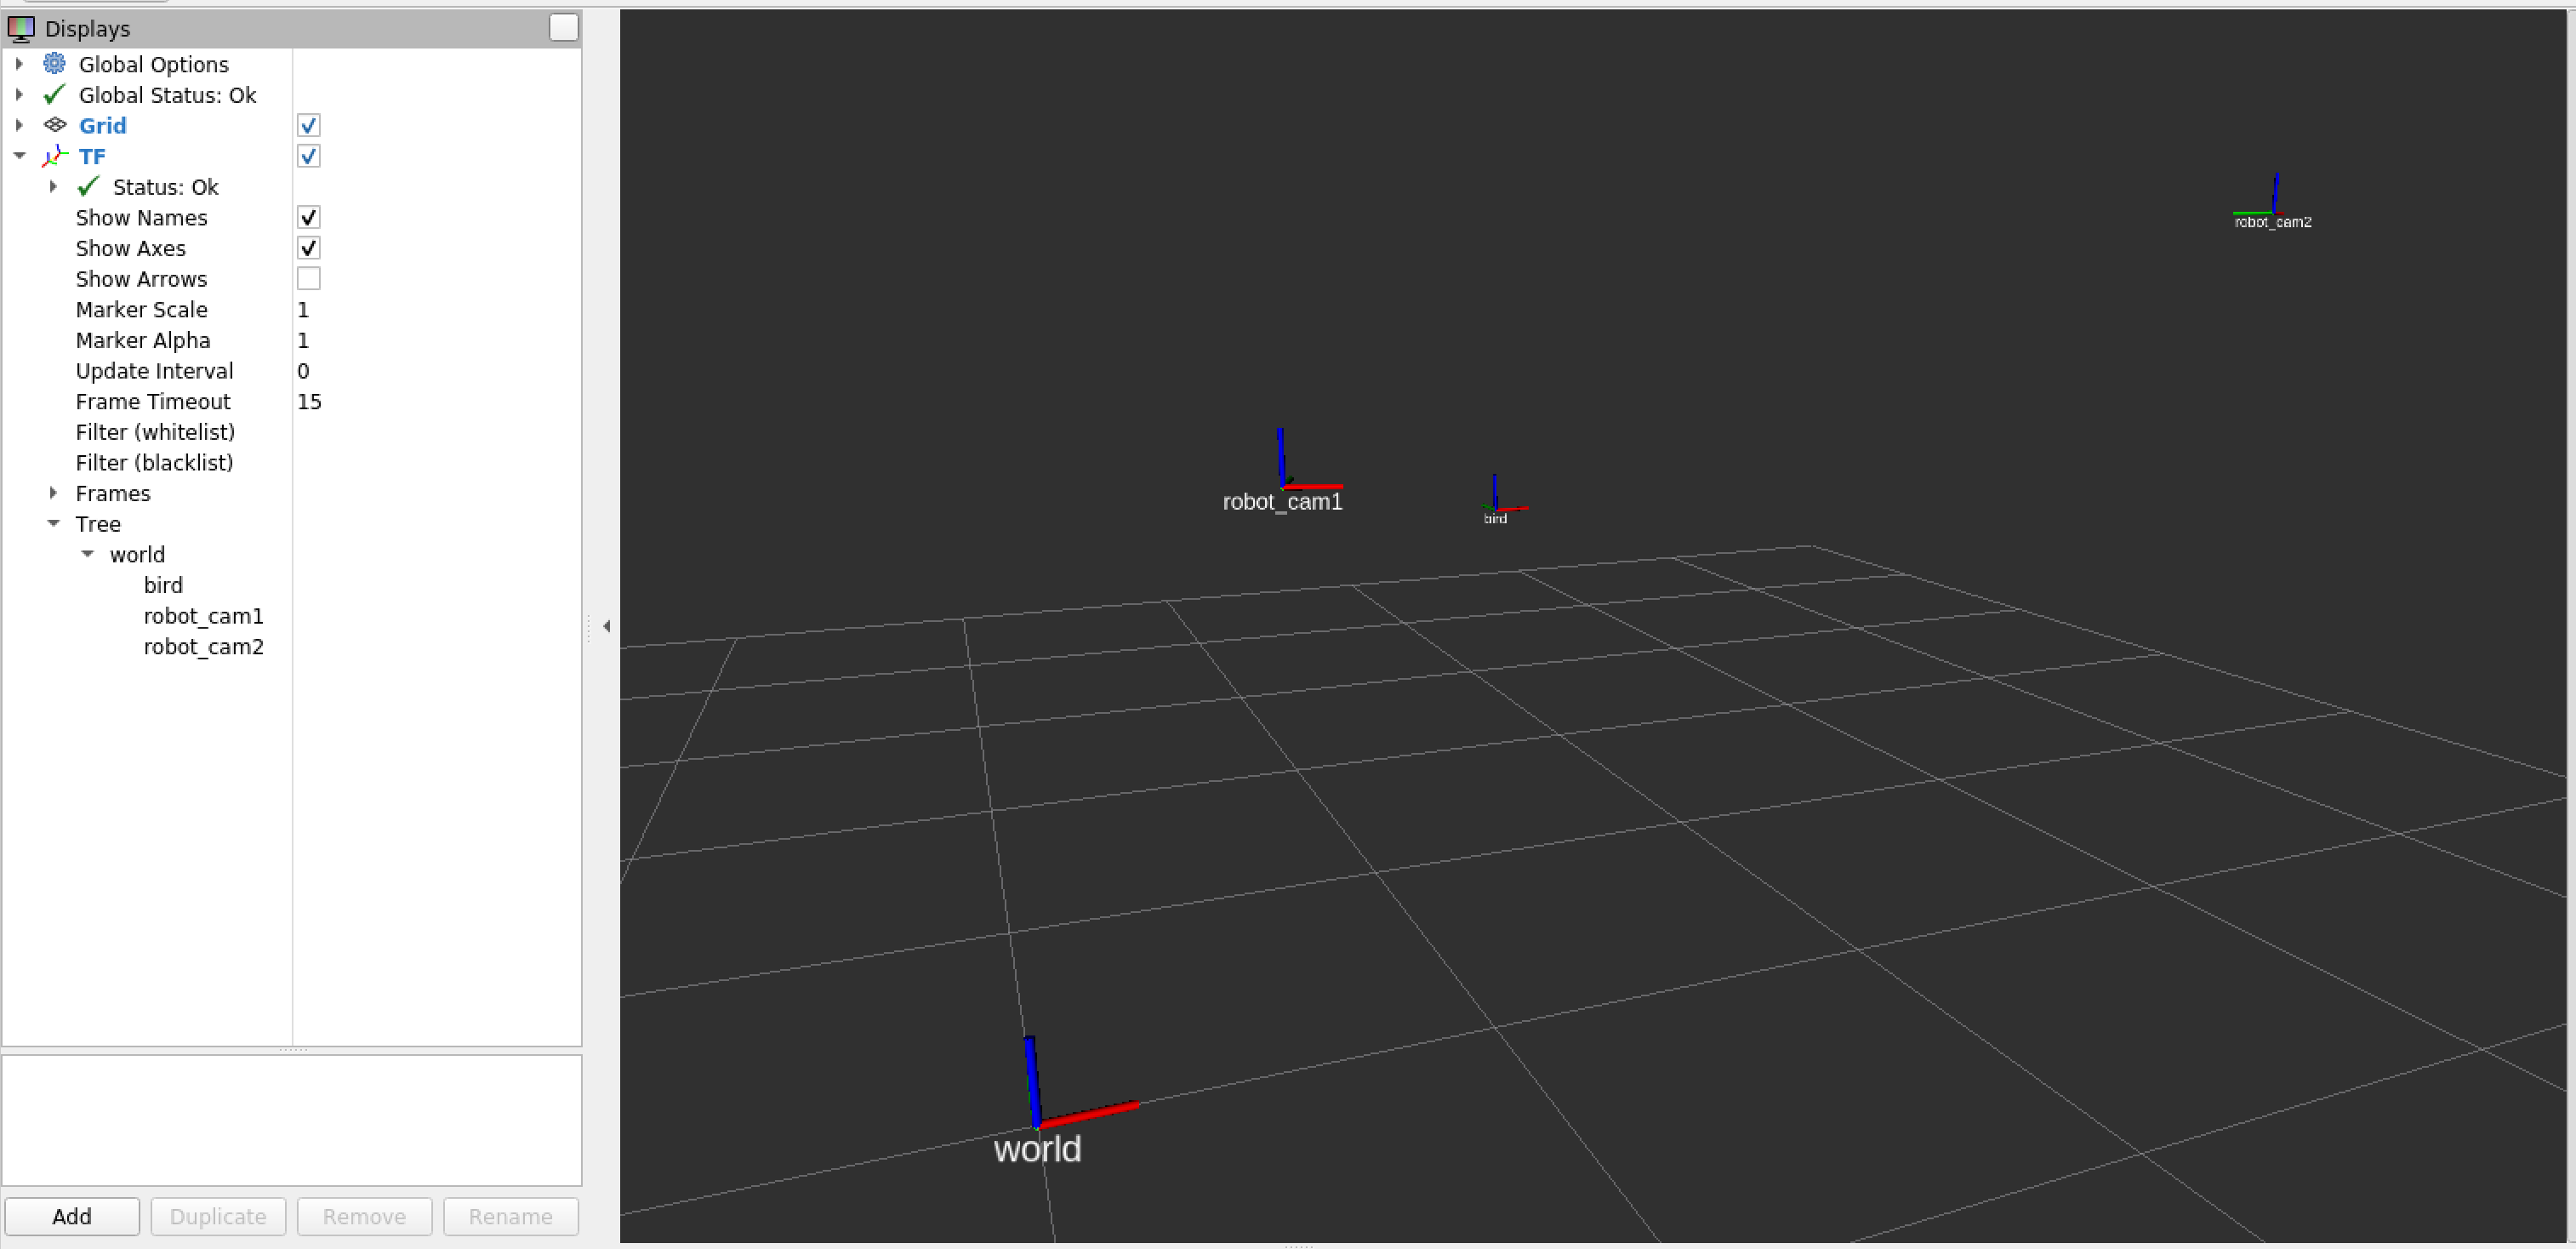 Displays
Global Options
Global Status: Ok
Grid
TF
Status: Ok
Show Names
Show Axes
Show Arrows
Marker Scale 1
Marker Alpha 1
Update Interval 0
Frame Timeout 15
Filter (whitelist)
Filter (blacklist)
Frames
Tree
world
bird
robot_cam1
robot_cam2
Add Duplicate Remove Rename
robot_cam2
robot_cam1
bird
world